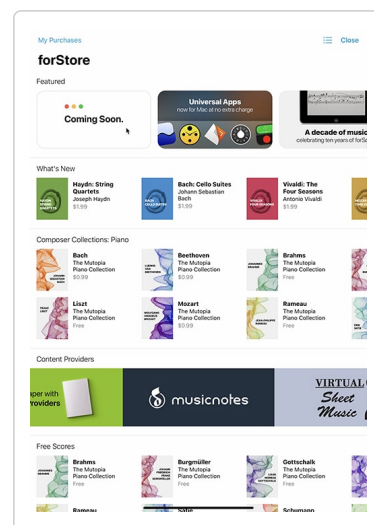 My Purchases
Close
forStore
Featured
Coming Soon.
Universal Apps
now for Mac at no extra charge
A decade of music
celebrating ten years of forSc
What's New
Haydn: String
Quartets
Joseph Haydn
$1.99
Bach: Cello Suites
Johann Sebastian
Bach
$1.99
Vivaldi: The
Four Seasons
Antonio Vivaldi
$1.99
Composer Collections: Piano
Bach
The Mutopia
Piano Collection
$0.99
Beethoven
The Mutopia
Piano Collection
$0.99
Brahms
The Mutopia
Piano Collection
Free
Liszt
The Mutopia
Piano Collection
Free
Mozart
The Mutopia
Piano Collection
$0.99
Rameau
The Mutopia
Piano Collection
Free
Content Providers
aper with
roviders
musicnotes
VIRTUAL
Sheet
Music
Free Scores
Brahms
The Mutopia
Piano Collection
Free
Burgmüller
The Mutopia
Piano Collection
Free
Gottschalk
The Mutopia
Piano Collection
Free
Rameau
Satie
Schumann